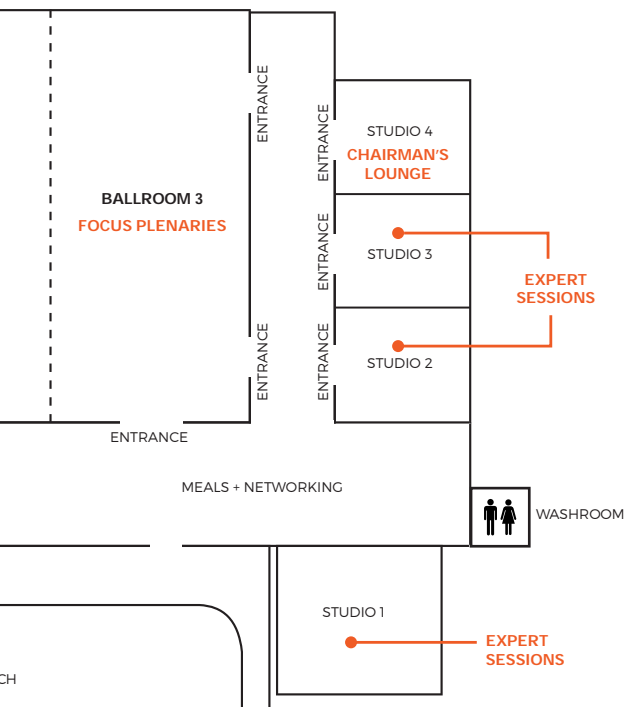 ENTRANCE
ENTRANCE
STUDIO 4
CHAIRMAN'S
LOUNGE
BALLROOM 3
FOCUS PLENARIES
ENTRANCE
STUDIO 3
EXPERT
SESSIONS
ENTRANCE
ENTRANCE
STUDIO 2
ENTRANCE
MEALS + NETWORKING
WASHROOM
STUDIO 1
EXPERT
SESSIONS
CH